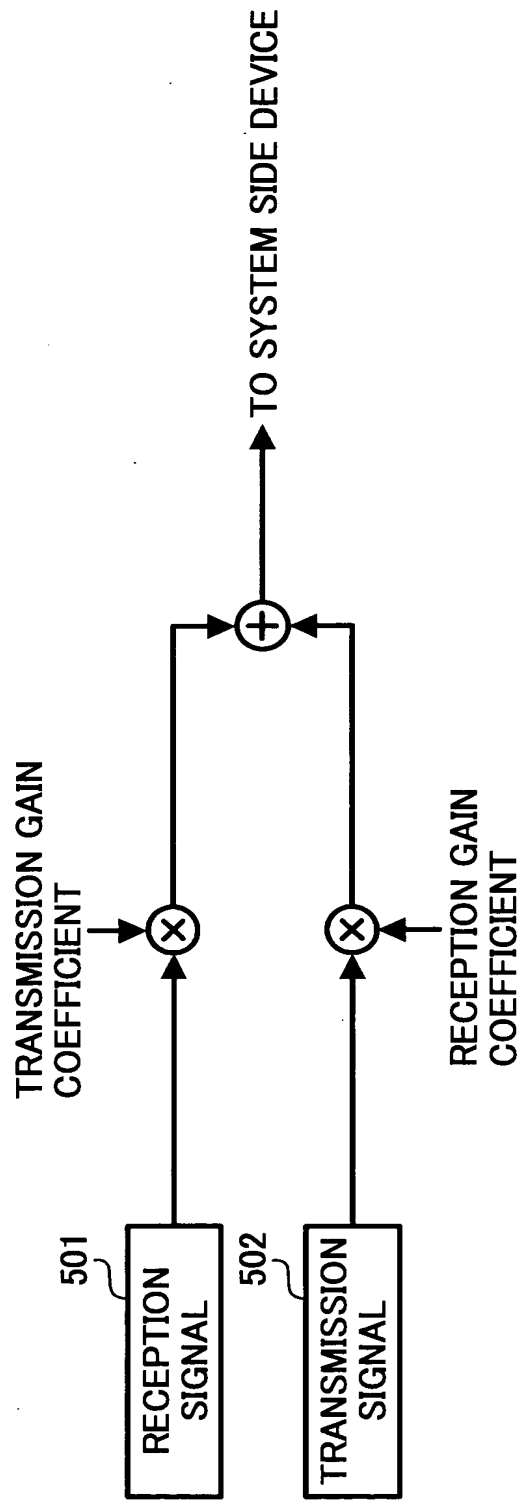 TRANSMISSION GAIN
COEFFICIENT
501
RECEPTION
SIGNAL
×
+
TO SYSTEM SIDE DEVICE
502
TRANSMISSION
SIGNAL
×
RECEPTION GAIN
COEFFICIENT